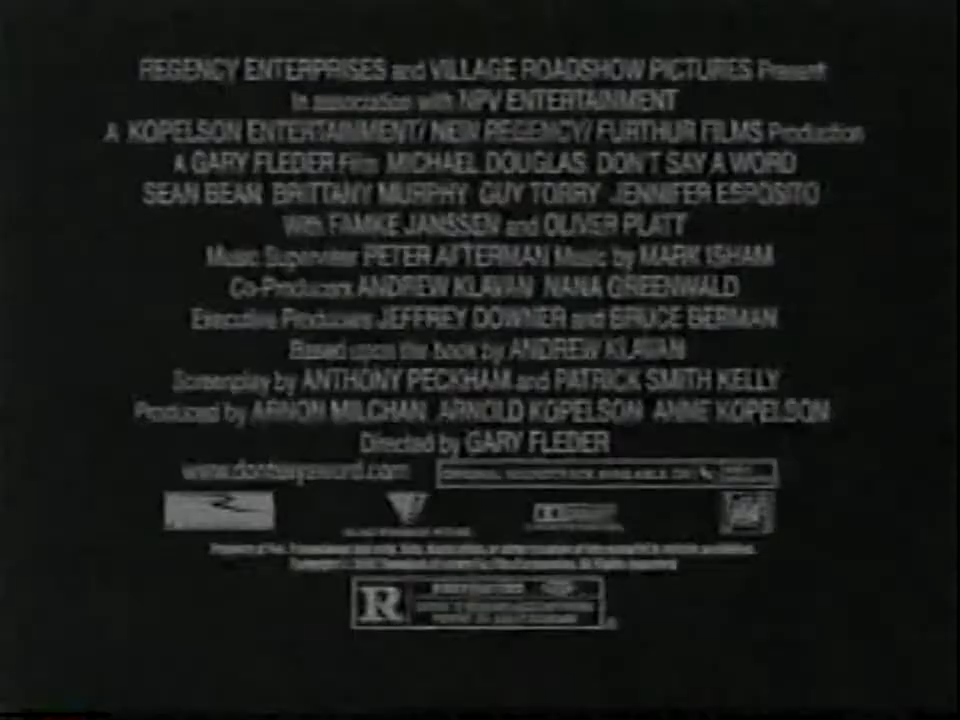 REGENCY ENTERPRISES and VILLAGE ROADSHOW PICTURES Present
In association with NPV ENTERTAINMENT
A KOPELSON ENTERTAINMENT/ NEW REGENCY/ FURTHUR FILMS Production
A GARY FLEDER Film MICHAEL DOUGLAS DON'T SAY A WORD
SEAN BEAN BRITTANY MURPHY GUY TORRY JENNIFER ESPOSITO
With FAMKE JANSSEN and OLIVER PLATT
Music Supervisor PETER AFTERMAN Music by MARK ISHAM
Co-Producers ANDREW KLAVAN NANA GREENWALD
Executive Producers JEFFREY DOWNER and BRUCE BERMAN
Based upon the book by ANDREW KLAVAN
Screenplay by ANTHONY PECKHAM and PATRICK SMITH KELLY
Produced by ARNON MILCHAN ARNOLD KOPELSON ANNE KOPELSON
Directed by GARY FLEDER
www.dontsayaword.com ORIGINAL SOUNDTRACK AVAILABLE ON
R